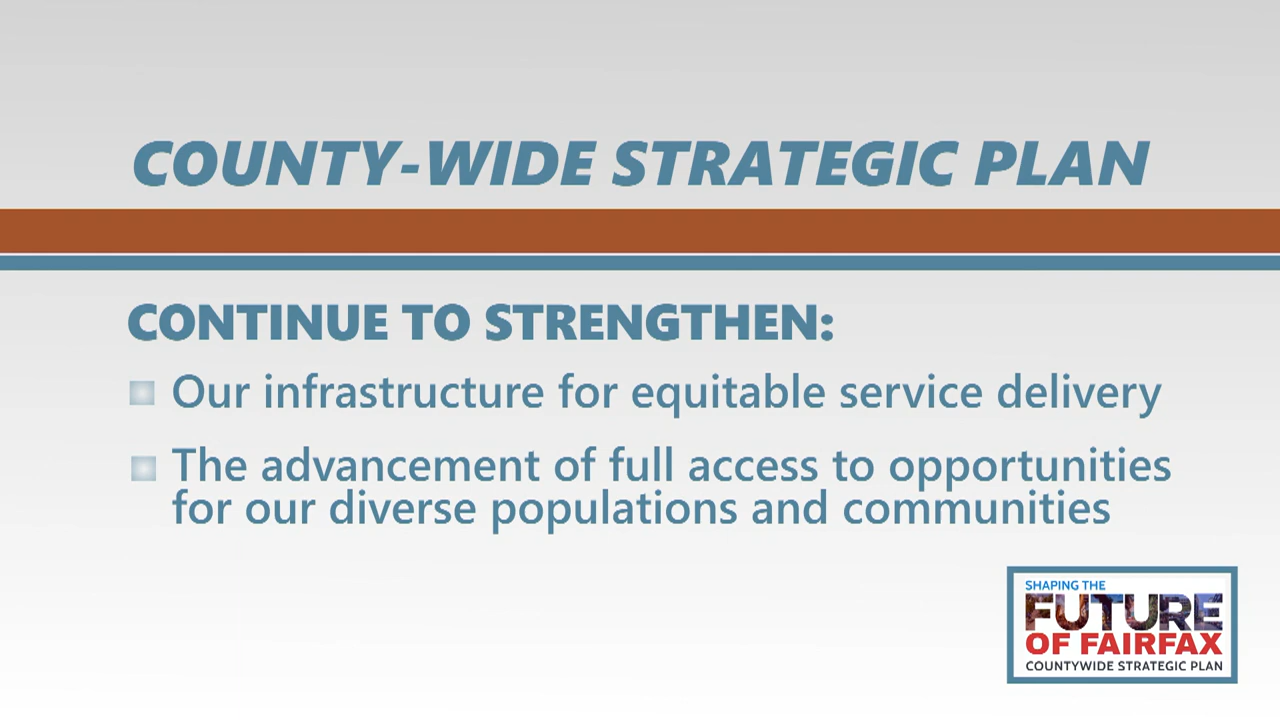 COUNTY-WIDE STRATEGIC PLAN
CONTINUE TO STRENGTHEN:
Our infrastructure for equitable service delivery
The advancement of full access to opportunities
for our diverse populations and communities
SHAPING THE
FUTURE
OF FAIRFAX
COUNTYWIDE STRATEGIC PLAN